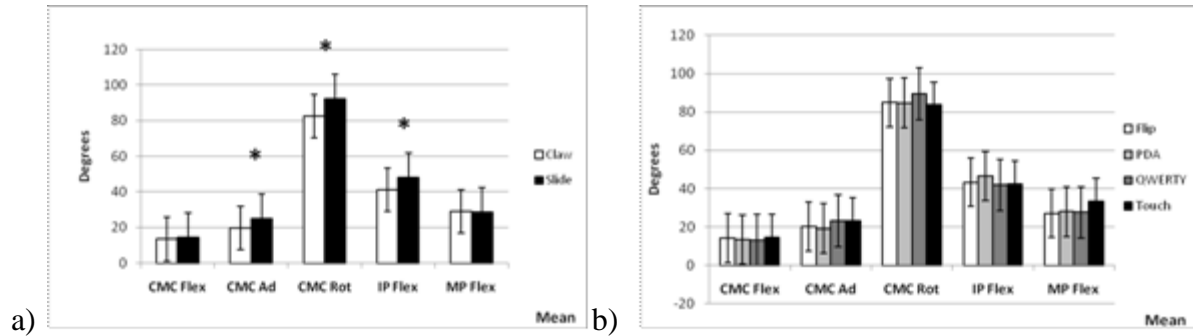 120
100
80
60
40
20
0
Degrees
*
*
*
CMC Flex CMC Ad CMC Rot IP Flex MP Flex
Mean
Claw
Slide
a)
120
100
80
60
40
20
0
-20
Degrees
CMC Flex CMC Ad CMC Rot IP Flex MP Flex
Mean
Flip
PDA
QWERTY
Touch
b)